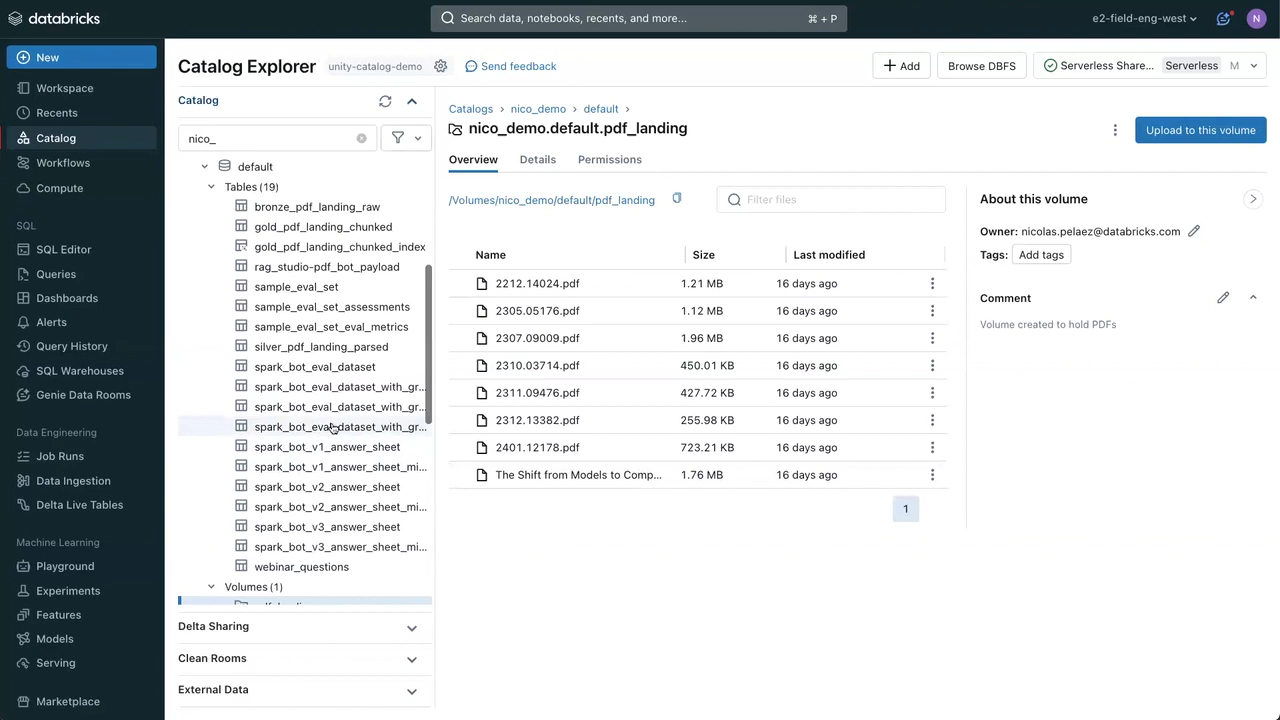 databricks
Search data, notebooks, recents, and more...
⌘ + P
e2-field-eng-west
N
New
Workspace
Recents
Catalog
Workflows
Compute
SQL
SQL Editor
Queries
Dashboards
Alerts
Query History
SQL Warehouses
Genie Data Rooms
Data Engineering
Job Runs
Data Ingestion
Delta Live Tables
Machine Learning
Playground
Experiments
Features
Models
Serving
Marketplace
Catalog Explorer
unity-catalog-demo
Send feedback
Add
Browse DBFS
Serverless Share... Serverless M
Catalog
nico_
default
Tables (19)
bronze_pdf_landing_raw
gold_pdf_landing_chunked
gold_pdf_landing_chunked_index
rag_studio-pdf_bot_payload
sample_eval_set
sample_eval_set_assessments
sample_eval_set_eval_metrics
silver_pdf_landing_parsed
spark_bot_eval_dataset
spark_bot_eval_dataset_with_gr...
spark_bot_eval_dataset_with_gr...
spark_bot_eval_dataset_with_gr...
spark_bot_v1_answer_sheet
spark_bot_v1_answer_sheet_mi...
spark_bot_v2_answer_sheet
spark_bot_v2_answer_sheet_mi...
spark_bot_v3_answer_sheet
spark_bot_v3_answer_sheet_mi...
webinar_questions
Volumes (1)
Delta Sharing
Clean Rooms
External Data
Catalogs > nico_demo > default >
nico_demo.default.pdf_landing
Upload to this volume
Overview Details Permissions
/Volumes/nico_demo/default/pdf_landing
Filter files
Name Size Last modified
2212.14024.pdf 1.21 MB 16 days ago
2305.05176.pdf 1.12 MB 16 days ago
2307.09009.pdf 1.96 MB 16 days ago
2310.03714.pdf 450.01 KB 16 days ago
2311.09476.pdf 427.72 KB 16 days ago
2312.13382.pdf 255.98 KB 16 days ago
2401.12178.pdf 723.21 KB 16 days ago
The Shift from Models to Comp... 1.76 MB 16 days ago
1
About this volume
Owner: nicolas.pelaez@databricks.com
Tags: Add tags
Comment
Volume created to hold PDFs